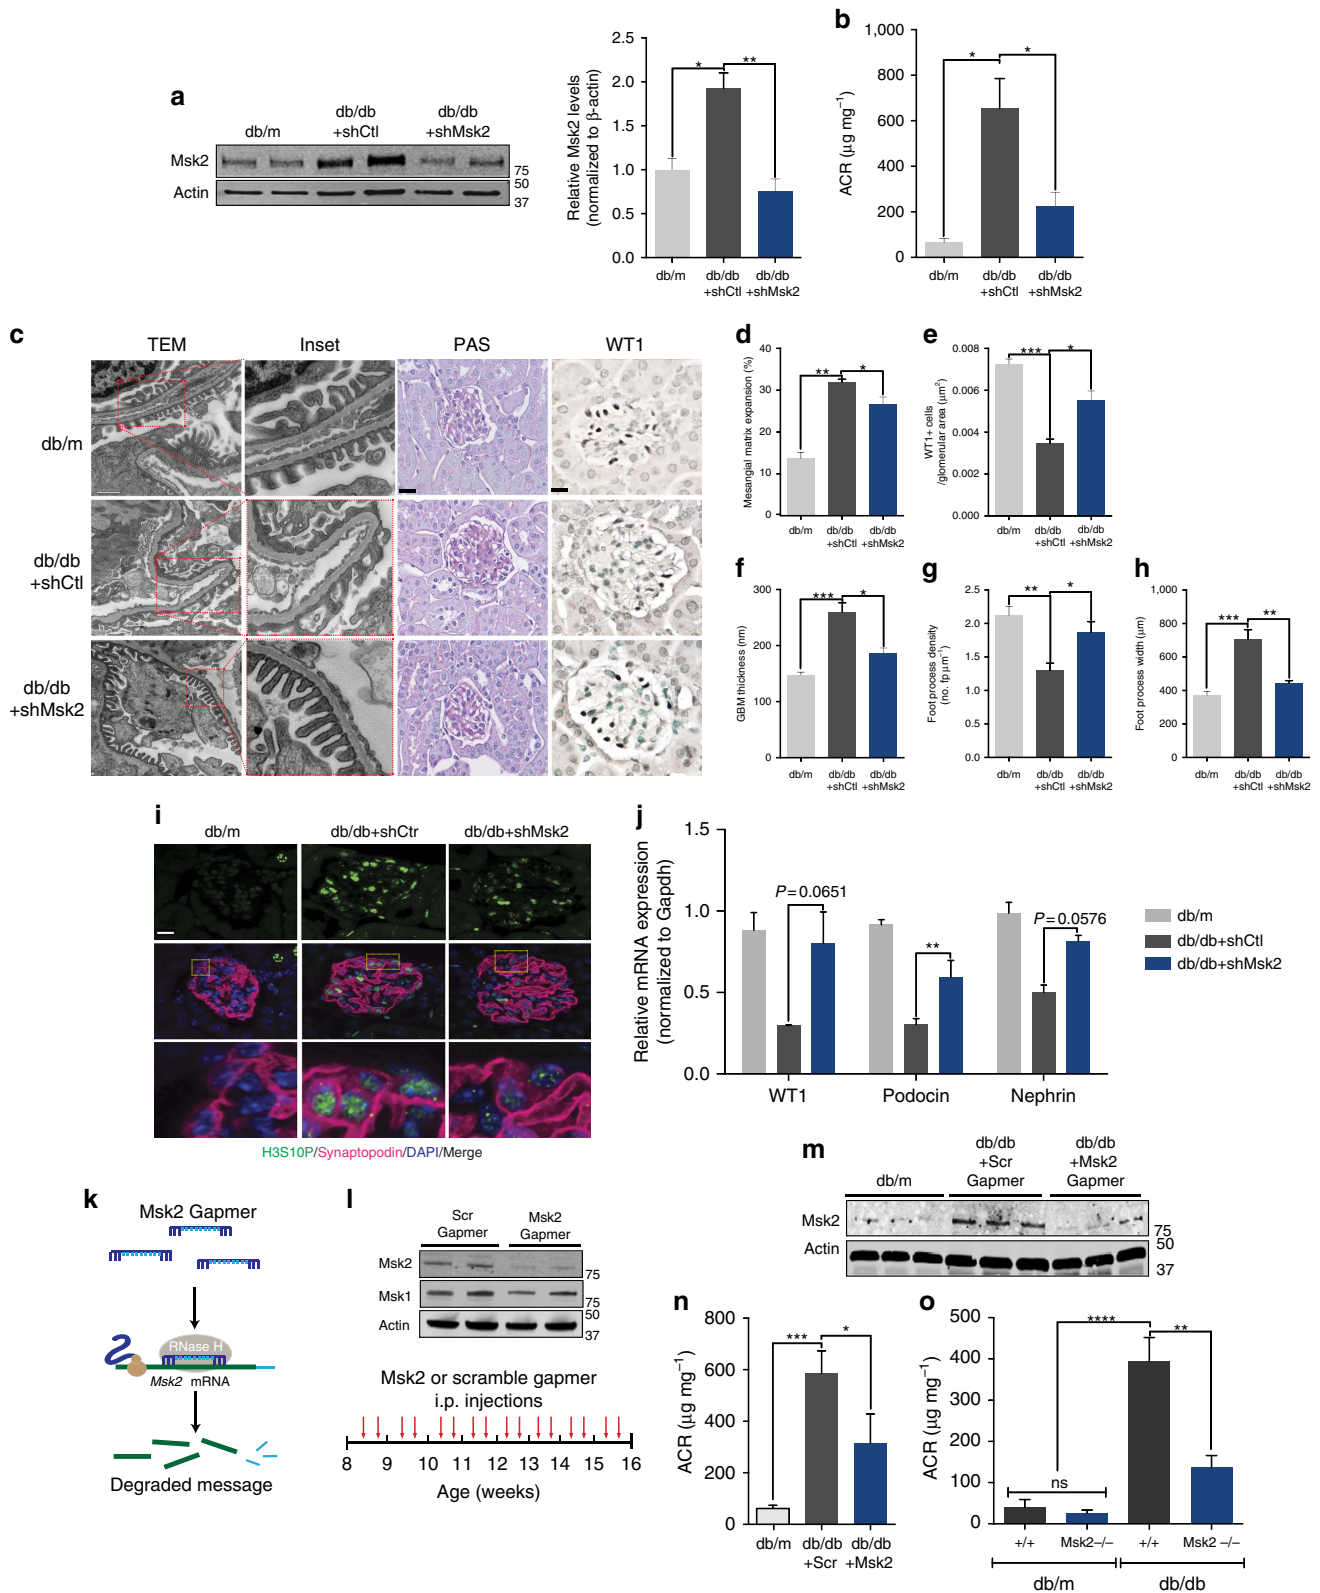 a
db/m
db/db
+shCtl
db/db
+shMsk2
Msk2
Actin
75
50
37
Relative Msk2 levels
(normalized to β-actin)
2.5
2.0
1.5
1.0
0.5
0.0
*
**
db/m
db/db
+shCtl
db/db
+shMsk2
b
ACR (μg mg⁻¹)
1,000
800
600
400
200
0
*
*
db/m
db/db
+shCtl
db/db
+shMsk2
c
TEM
Inset
PAS
WT1
db/m
db/db
+shCtl
db/db
+shMsk2
d
Mesangial matrix expansion (%)
40
30
20
10
0
**
*
db/m
db/db
+shCtl
db/db
+shMsk2
e
WT1+ cells
/glomerular area (μm²)
0.008
0.006
0.004
0.002
0.000
***
*
db/m
db/db
+shCtl
db/db
+shMsk2
f
GBM thickness (nm)
300
200
100
0
***
*
db/m
db/db
+shCtl
db/db
+shMsk2
g
Foot process density
(no. fp μm⁻¹)
2.5
2.0
1.5
1.0
0.5
0.0
**
*
db/m
db/db
+shCtl
db/db
+shMsk2
h
Foot process width (μm)
1,000
800
600
400
200
0
***
**
db/m
db/db
+shCtl
db/db
+shMsk2
i
db/m
db/db+shCtr
db/db+shMsk2
H3S10P/Synaptopodin/DAPI/Merge
j
Relative mRNA expression
(normalized to Gapdh)
1.5
1.0
0.5
0.0
P = 0.0651
**
P = 0.0576
WT1
Podocin
Nephrin
db/m
db/db+shCtl
db/db+shMsk2
k
Msk2 Gapmer
RNase H
Msk2 mRNA
Degraded message
l
Scr
Gapmer
Msk2
Gapmer
Msk2
Msk1
Actin
75
75
50
37
Msk2 or scramble gapmer
i.p. injections
8 9 10 11 12 13 14 15 16
Age (weeks)
m
db/m
db/db
+Scr
Gapmer
db/db
+Msk2
Gapmer
Msk2
Actin
75
50
37
n
ACR (μg mg⁻¹)
800
600
400
200
0
***
*
db/m
db/db
+Scr
db/db
+Msk2
o
ACR (μg mg⁻¹)
500
400
300
200
100
0
ns
****
**
+/+
Msk2−/−
+/+
Msk2 −/−
db/m
db/db